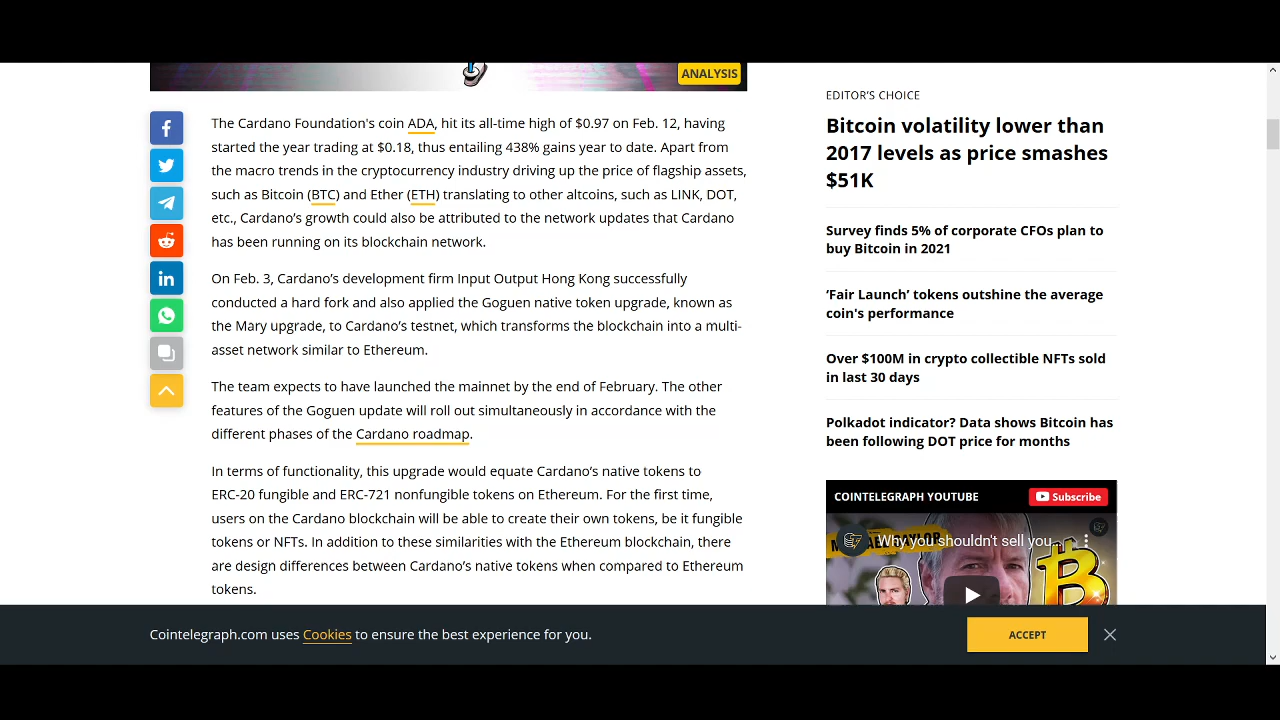 ANALYSIS
The Cardano Foundation's coin ADA, hit its all-time high of $0.97 on Feb. 12, having
started the year trading at $0.18, thus entailing 438% gains year to date. Apart from
the macro trends in the cryptocurrency industry driving up the price of flagship assets,
such as Bitcoin (BTC) and Ether (ETH) translating to other altcoins, such as LINK, DOT,
etc., Cardano’s growth could also be attributed to the network updates that Cardano
has been running on its blockchain network.
On Feb. 3, Cardano’s development firm Input Output Hong Kong successfully
conducted a hard fork and also applied the Goguen native token upgrade, known as
the Mary upgrade, to Cardano’s testnet, which transforms the blockchain into a multi-
asset network similar to Ethereum.
The team expects to have launched the mainnet by the end of February. The other
features of the Goguen update will roll out simultaneously in accordance with the
different phases of the Cardano roadmap.
In terms of functionality, this upgrade would equate Cardano’s native tokens to
ERC-20 fungible and ERC-721 nonfungible tokens on Ethereum. For the first time,
users on the Cardano blockchain will be able to create their own tokens, be it fungible
tokens or NFTs. In addition to these similarities with the Ethereum blockchain, there
are design differences between Cardano’s native tokens when compared to Ethereum
tokens.
EDITOR’S CHOICE
Bitcoin volatility lower than
2017 levels as price smashes
$51K
Survey finds 5% of corporate CFOs plan to
buy Bitcoin in 2021
‘Fair Launch’ tokens outshine the average
coin's performance
Over $100M in crypto collectible NFTs sold
in last 30 days
Polkadot indicator? Data shows Bitcoin has
been following DOT price for months
COINTELEGRAPH YOUTUBE
Subscribe
Why you shouldn't sell you...
Cointelegraph.com uses Cookies to ensure the best experience for you.
ACCEPT